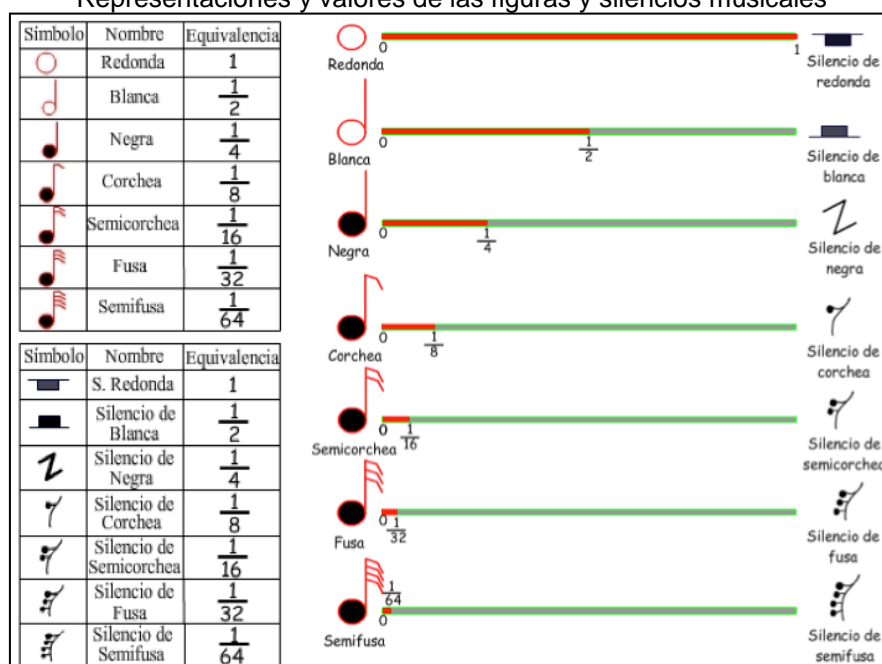 Representaciones y valores de las figuras y silencios musicales
Símbolo Nombre Equivalencia
Redonda 1
Blanca 1/2
Negra 1/4
Corchea 1/8
Semicorchea 1/16
Fusa 1/32
Semifusa 1/64
Símbolo Nombre Equivalencia
S. Redonda 1
Silencio de
Blanca 1/2
Silencio de
Negra 1/4
Silencio de
Corchea 1/8
Silencio de
Semicorchea 1/16
Silencio de
Fusa 1/32
Silencio de
Semifusa 1/64
0 1
Redonda
Silencio de
redonda
0 1/2
Blanca
Silencio de
blanca
0 1/4
Negra
Silencio de
negra
0 1/8
Corchea
Silencio de
corchea
0 1/16
Semicorchea
Silencio de
semicorchea
0 1/32
Fusa
Silencio de
fusa
0 1/64
Semifusa
Silencio de
semifusa